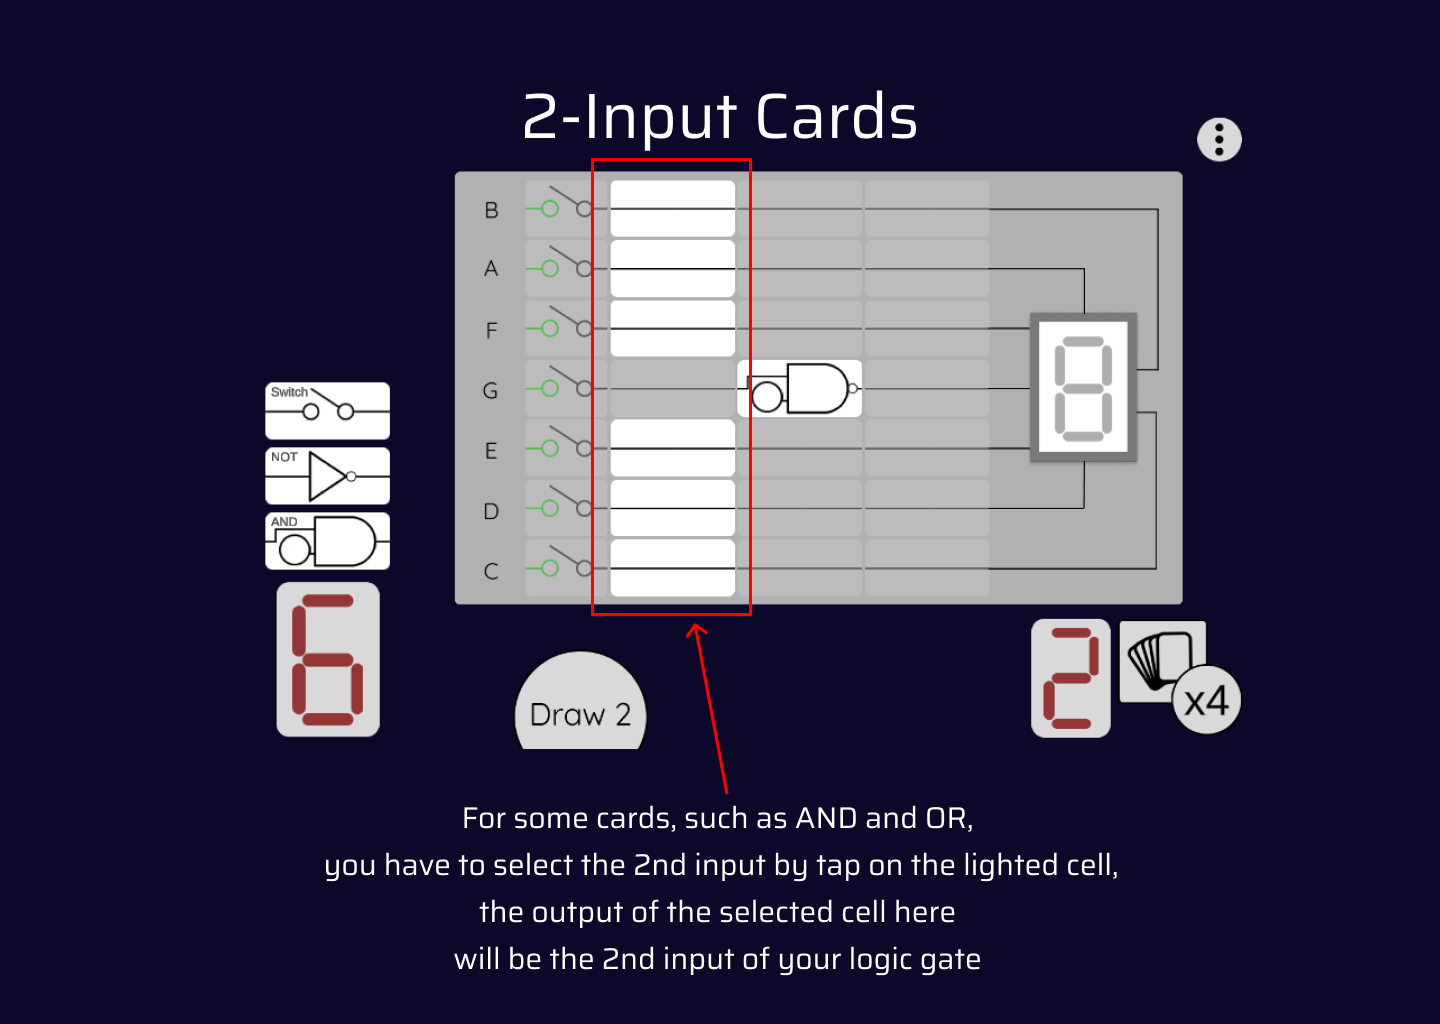 2-Input Cards
B
A
F
G
E
D
C
Switch
NOT
AND
6
2
x4
Draw 2
For some cards, such as AND and OR,
you have to select the 2nd input by tap on the lighted cell,
the output of the selected cell here
will be the 2nd input of your logic gate